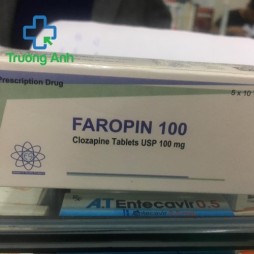 Trường Anh
Prescription Drug
5 x 10
FAROPIN 100
Clozapine Tablets USP 100 mg
A.T Entecavir 0.5